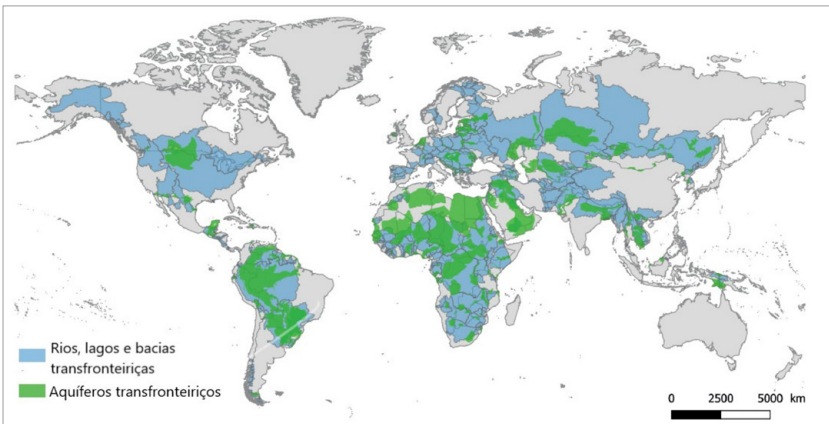 Rios, lagos e bacias
transfronteiriças
Aquíferos transfronteiriços
0 2500 5000 km